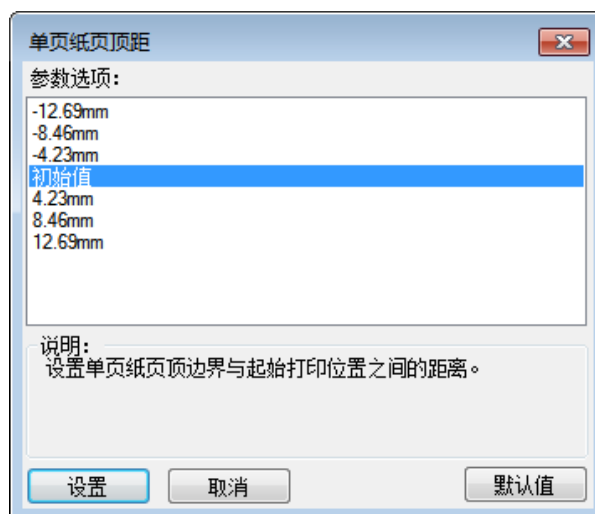 单页纸页顶距
参数选项:
-12.69mm
-8.46mm
-4.23mm
初始值
4.23mm
8.46mm
12.69mm
说明:
设置单页纸页顶边界与起始打印位置之间的距离。
设置 取消 默认值